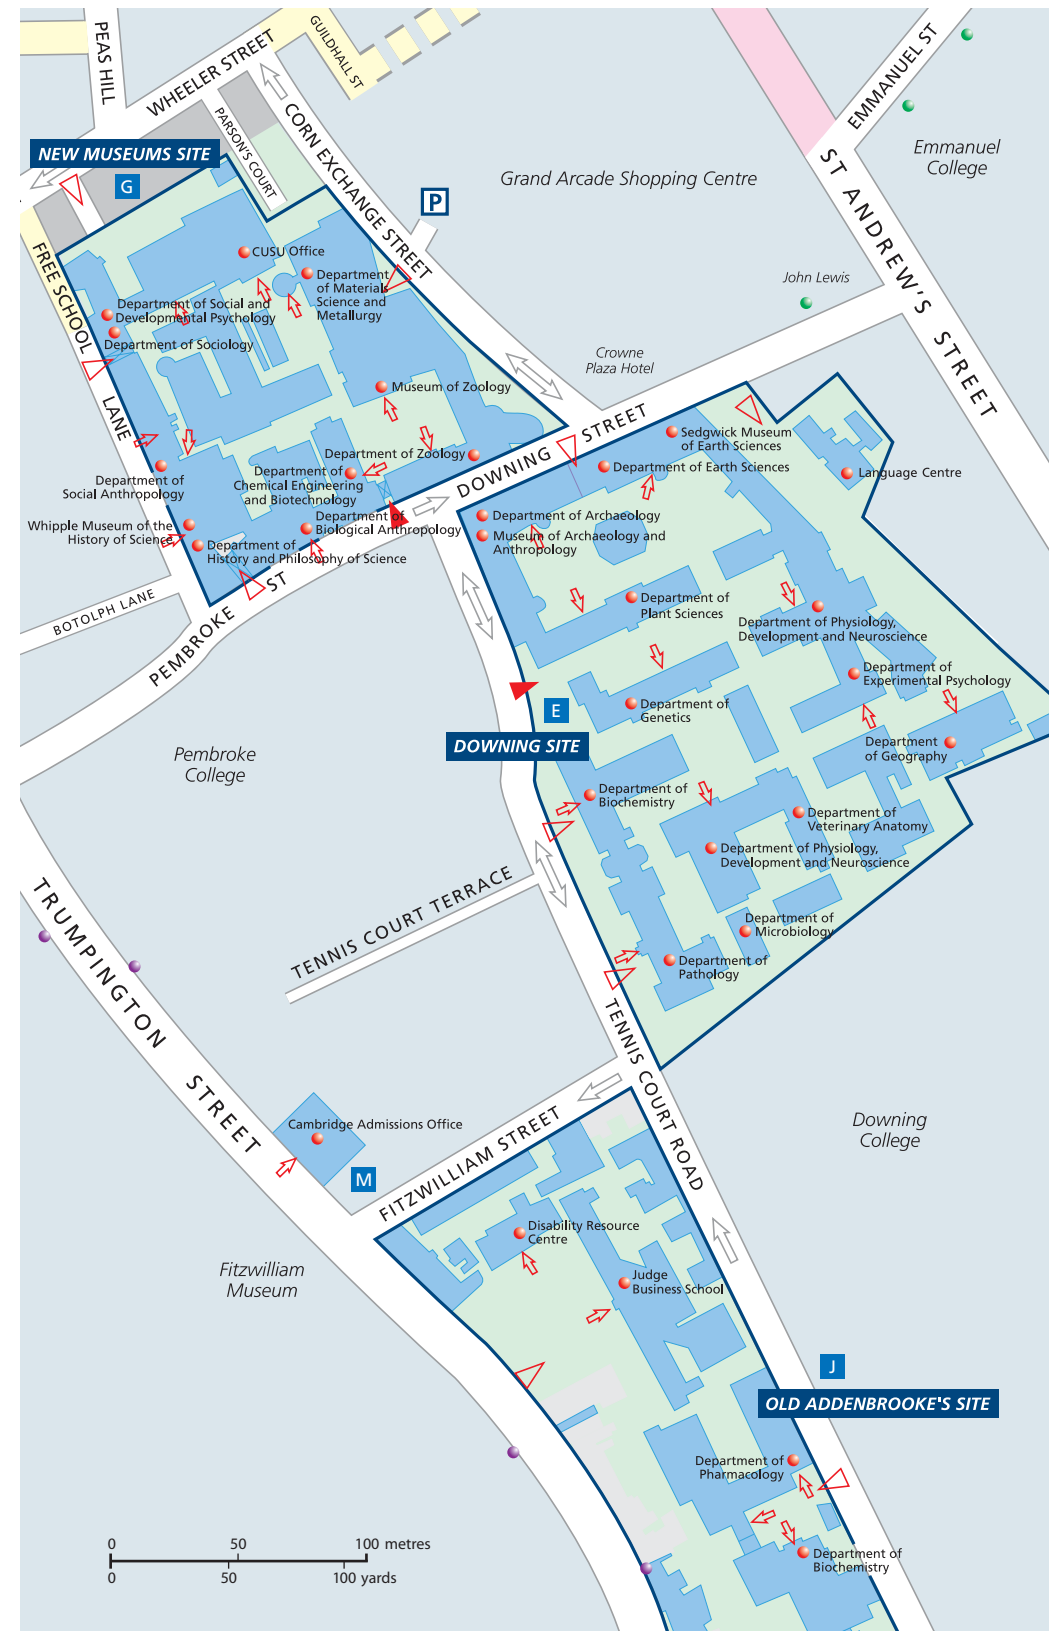 PEAS HILL
WHEELER STREET
GUILDHALL ST
PARSON'S COURT
CORN EXCHANGE STREET
EMMANUEL ST
Emmanuel
College
ST ANDREW'S STREET
NEW MUSEUMS SITE
G
P
Grand Arcade Shopping Centre
FREE SCHOOL LANE
CUSU Office
Department
of Materials
Science and
Metallurgy
Department of Social and
Developmental Psychology
Department of Sociology
John Lewis
Crowne
Plaza Hotel
Museum of Zoology
Department of Zoology
Department of
Chemical Engineering
and Biotechnology
Department of
Social Anthropology
Department of
Biological Anthropology
Whipple Museum of the
History of Science
Department of
History and Philosophy of Science
DOWNING STREET
Sedgwick Museum
of Earth Sciences
Department of Earth Sciences
Language Centre
Department of Archaeology
Museum of Archaeology and
Anthropology
BOTOLPH LANE
PEMBROKE ST
Department of
Plant Sciences
Department of Physiology,
Development and Neuroscience
Department of
Experimental Psychology
Department of
Genetics
E
DOWNING SITE
Department
of Geography
Pembroke
College
Department of
Biochemistry
Department of
Veterinary Anatomy
Department of Physiology,
Development and Neuroscience
TRUMPINGTON STREET
TENNIS COURT TERRACE
Department of
Microbiology
Department of
Pathology
TENNIS COURT ROAD
Cambridge Admissions Office
M
FITZWILLIAM STREET
Downing
College
Disability Resource
Centre
Fitzwilliam
Museum
Judge
Business School
J
OLD ADDENBROOKE'S SITE
Department of
Pharmacology
Department of
Biochemistry
0 50 100 metres
0 50 100 yards